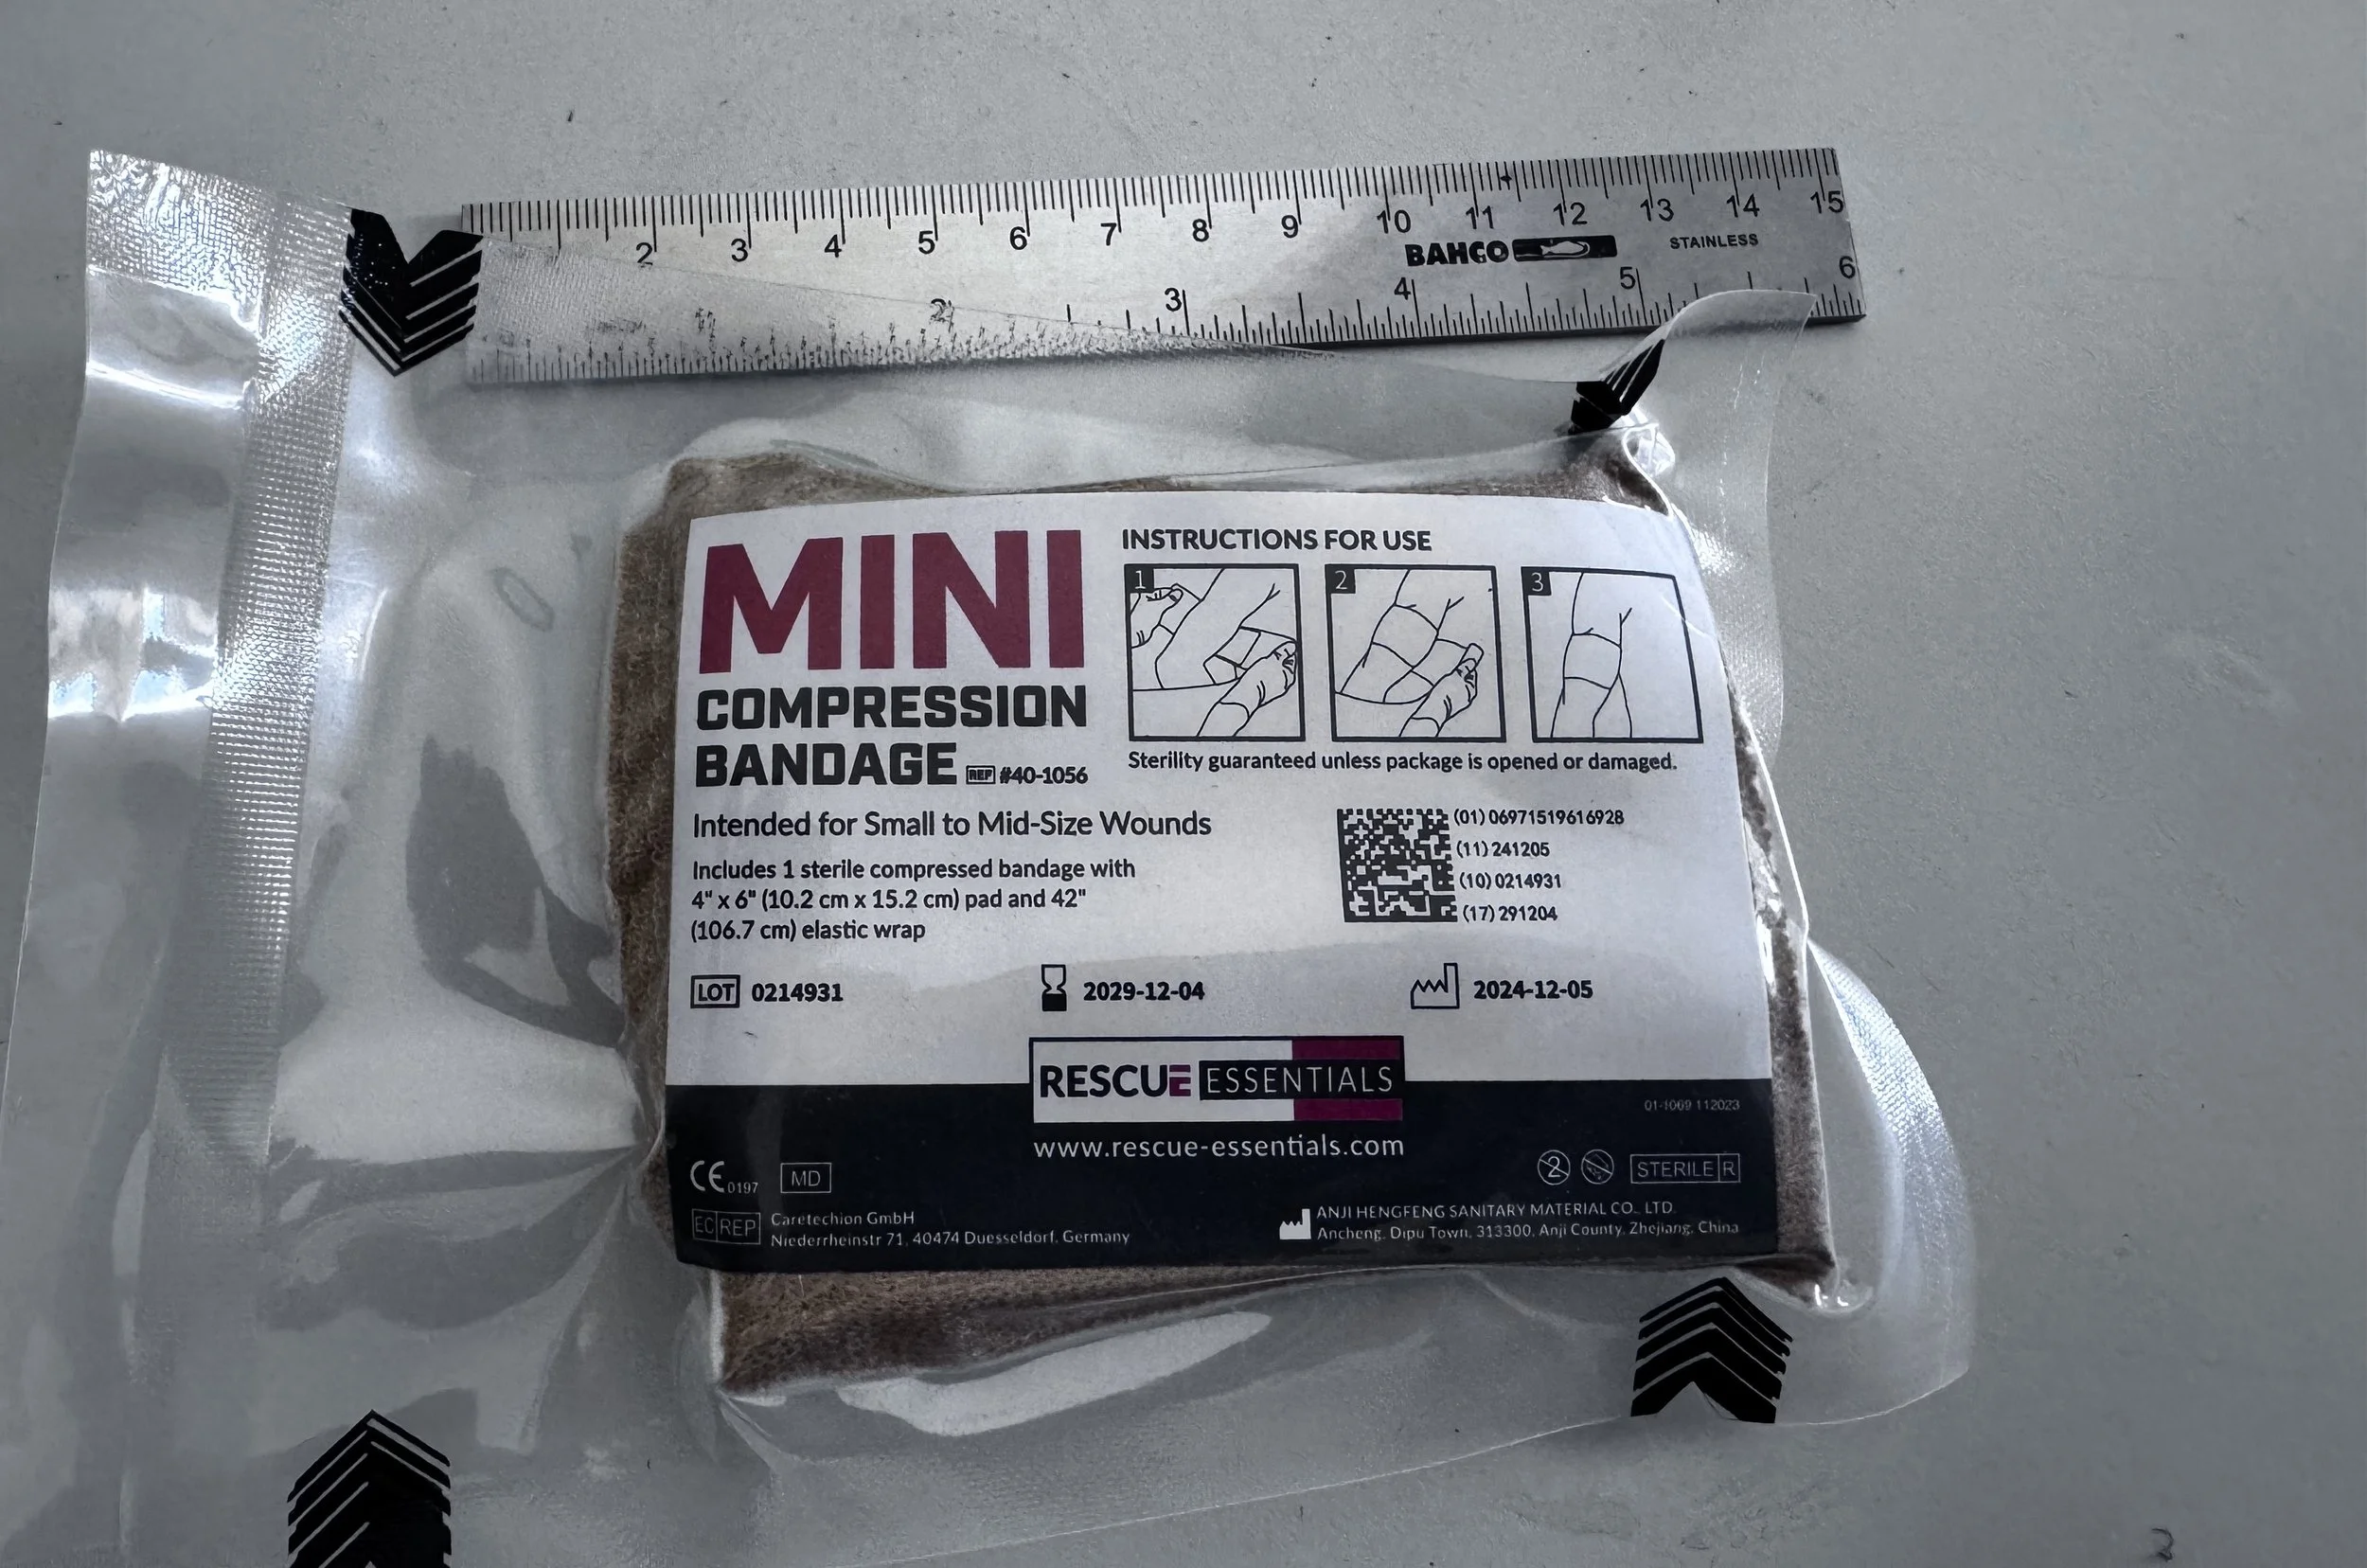 2 3 4 5 6 7 8 9 10 11 12 13 14 15
BAHCO STAINLESS
2 3 4 5 6
MINI
COMPRESSION
BANDAGE REF #40-1056
INSTRUCTIONS FOR USE
1 2 3
Sterility guaranteed unless package is opened or damaged.
Intended for Small to Mid-Size Wounds
Includes 1 sterile compressed bandage with
4" x 6" (10.2 cm x 15.2 cm) pad and 42"
(106.7 cm) elastic wrap
(01) 06971519616928
(11) 241205
(10) 0214931
(17) 291204
LOT 0214931
2029-12-04
2024-12-05
RESCUE ESSENTIALS
www.rescue-essentials.com
01-1069 112023
CE 0197 MD
2 STERILE R
EC REP Caretechion GmbH
Niederrheinstr 71, 40474 Duesseldorf, Germany
ANJI HENGFENG SANITARY MATERIAL CO., LTD.
Ancheng, Dipu Town, 313300, Anji County, Zhejiang, China